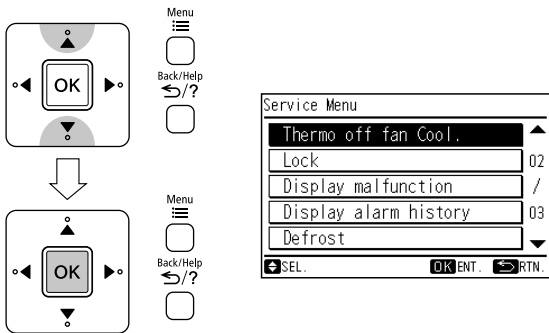 Menu
OK
Back/Help
/?
Menu
OK
Back/Help
/?
Service Menu
Thermo off fan Cool.
Lock
02
Display malfunction
/
Display alarm history
03
Defrost
SEL. OK ENT. RTN.